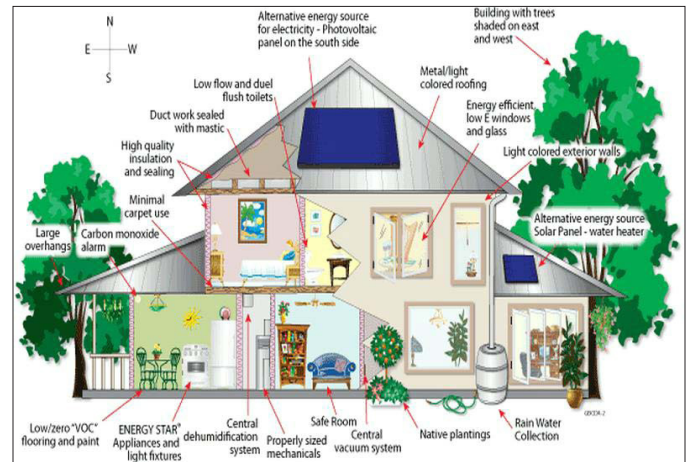 N
E
W
S
Alternative energy source
for electricity - Photovoltaic
panel on the south side
Building with trees
shaded on east
and west
Low flow and duel
flush toilets
Metal/light
colored roofing
Duct work sealed
with mastic
Energy efficient,
low E windows
and glass
High quality
insulation
and sealing
Light colored exterior walls
Minimal
carpet use
Large
overhangs
Carbon monoxide
alarm
Alternative energy source
Solar Panel - water heater
GBCDA-2
Low/zero "VOC"
flooring and paint
ENERGY STAR®
Appliances and
light fixtures
Central
dehumidification
system
Properly sized
mechanicals
Safe Room
Central
vacuum system
Native plantings
Rain Water
Collection